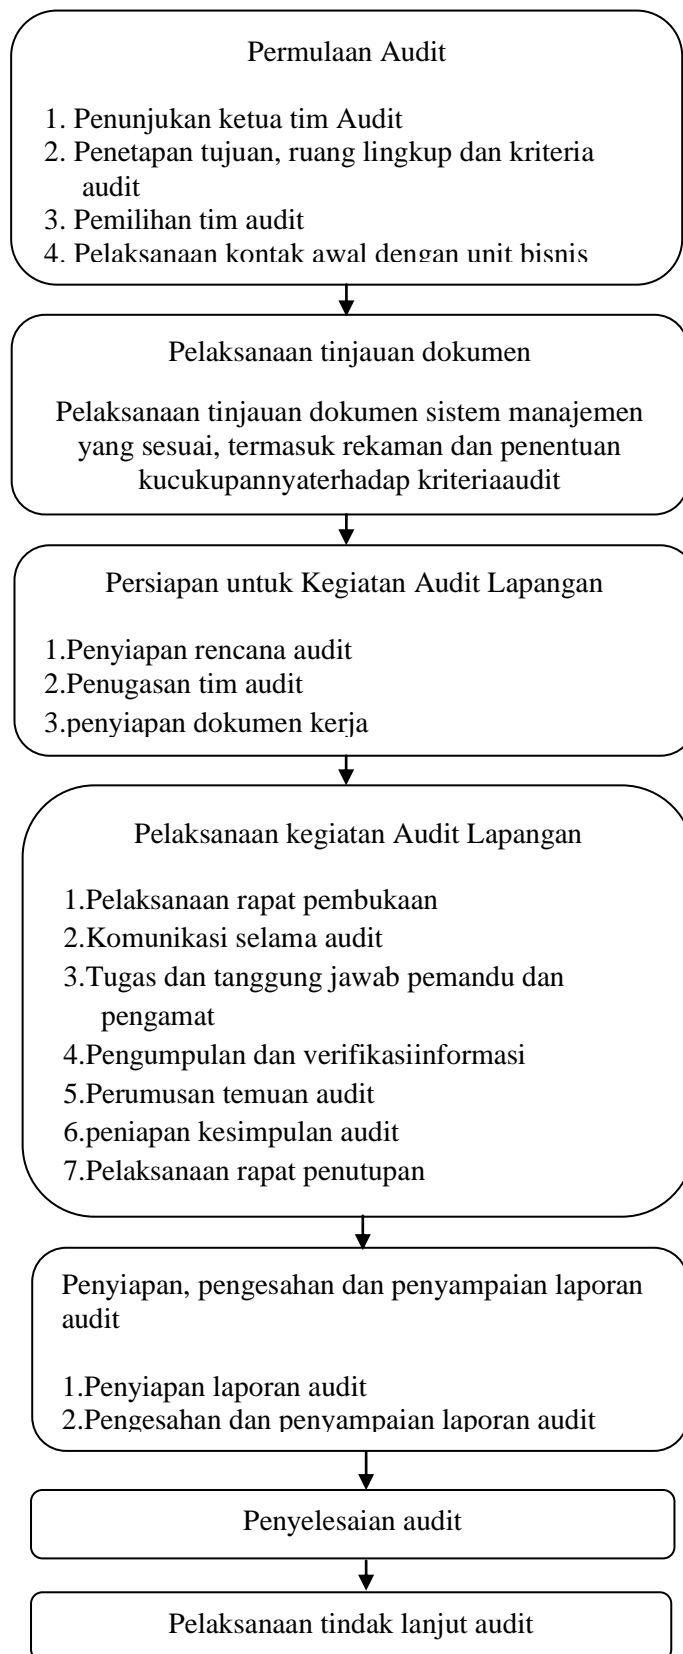 Permulaan Audit
1. Penunjukan ketua tim Audit
2. Penetapan tujuan, ruang lingkup dan kriteria
audit
3. Pemilihan tim audit
4. Pelaksanaan kontak awal dengan unit bisnis
Pelaksanaan tinjauan dokumen
Pelaksanaan tinjauan dokumen sistem manajemen
yang sesuai, termasuk rekaman dan penentuan
kucukupannyaterhadap kriteriaaudit
Persiapan untuk Kegiatan Audit Lapangan
1.Penyiapan rencana audit
2.Penugasan tim audit
3.penyiapan dokumen kerja
Pelaksanaan kegiatan Audit Lapangan
1.Pelaksanaan rapat pembukaan
2.Komunikasi selama audit
3.Tugas dan tanggung jawab pemandu dan
pengamat
4.Pengumpulan dan verifikasiinformasi
5.Perumusan temuan audit
6.peniapan kesimpulan audit
7.Pelaksanaan rapat penutupan
Penyiapan, pengesahan dan penyampaian laporan
audit
1.Penyiapan laporan audit
2.Pengesahan dan penyampaian laporan audit
Penyelesaian audit
Pelaksanaan tindak lanjut audit